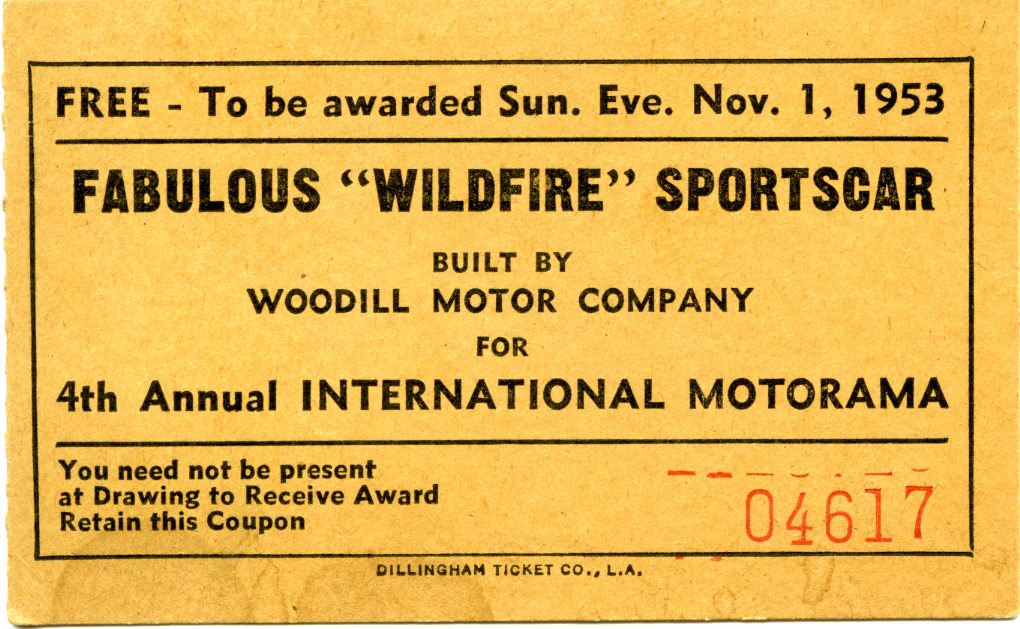 FREE - To be awarded Sun. Eve. Nov. 1, 1953
FABULOUS "WILDFIRE" SPORTSCAR
BUILT BY
WOODILL MOTOR COMPANY
FOR
4th Annual INTERNATIONAL MOTORAMA
You need not be present
at Drawing to Receive Award
Retain this Coupon
04617
DILLINGHAM TICKET CO., L.A.